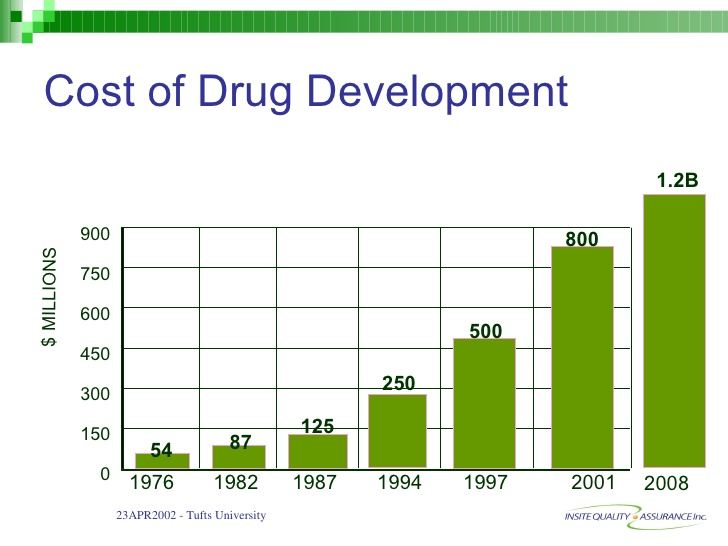 Cost of Drug Development
1.2B
900
800
$ MILLIONS
750
600
500
450
250
300
150
125
87
54
0
1976 1982 1987 1994 1997 2001 2008
23APR2002 - Tufts University
INSITE QUALITY ASSURANCE Inc.